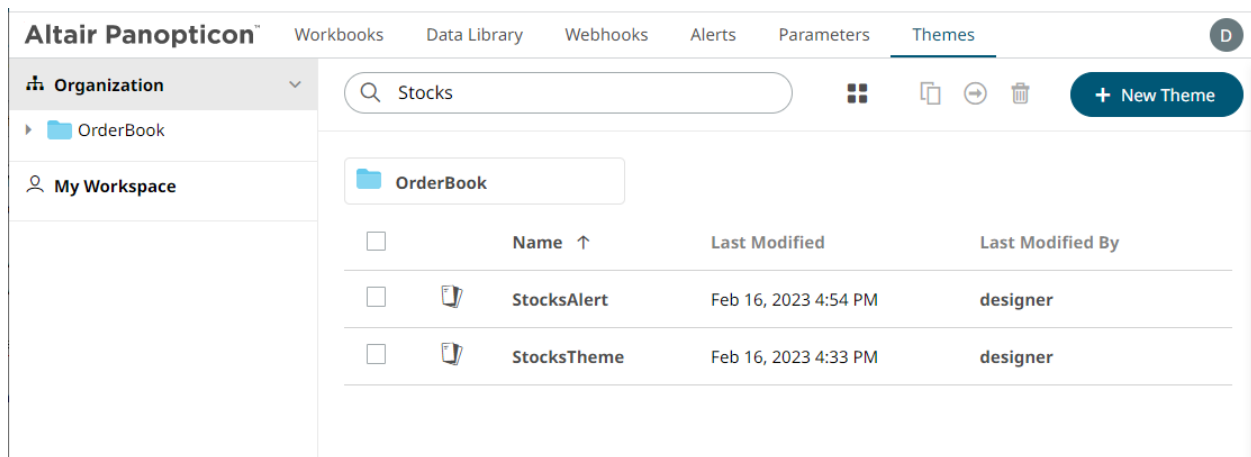 Altair Panopticon™ Workbooks Data Library Webhooks Alerts Parameters Themes D
Organization
Stocks
+ New Theme
OrderBook
My Workspace
OrderBook
Name ↑ Last Modified Last Modified By
StocksAlert Feb 16, 2023 4:54 PM designer
StocksTheme Feb 16, 2023 4:33 PM designer